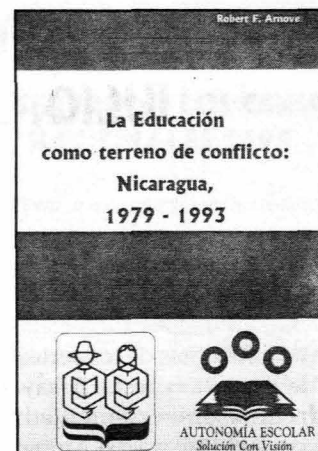 Robert F. Arnove
La Educación
como terreno de conflicto:
Nicaragua,
1979 - 1993
AUTONOMÍA ESCOLAR
Solución Con Visión